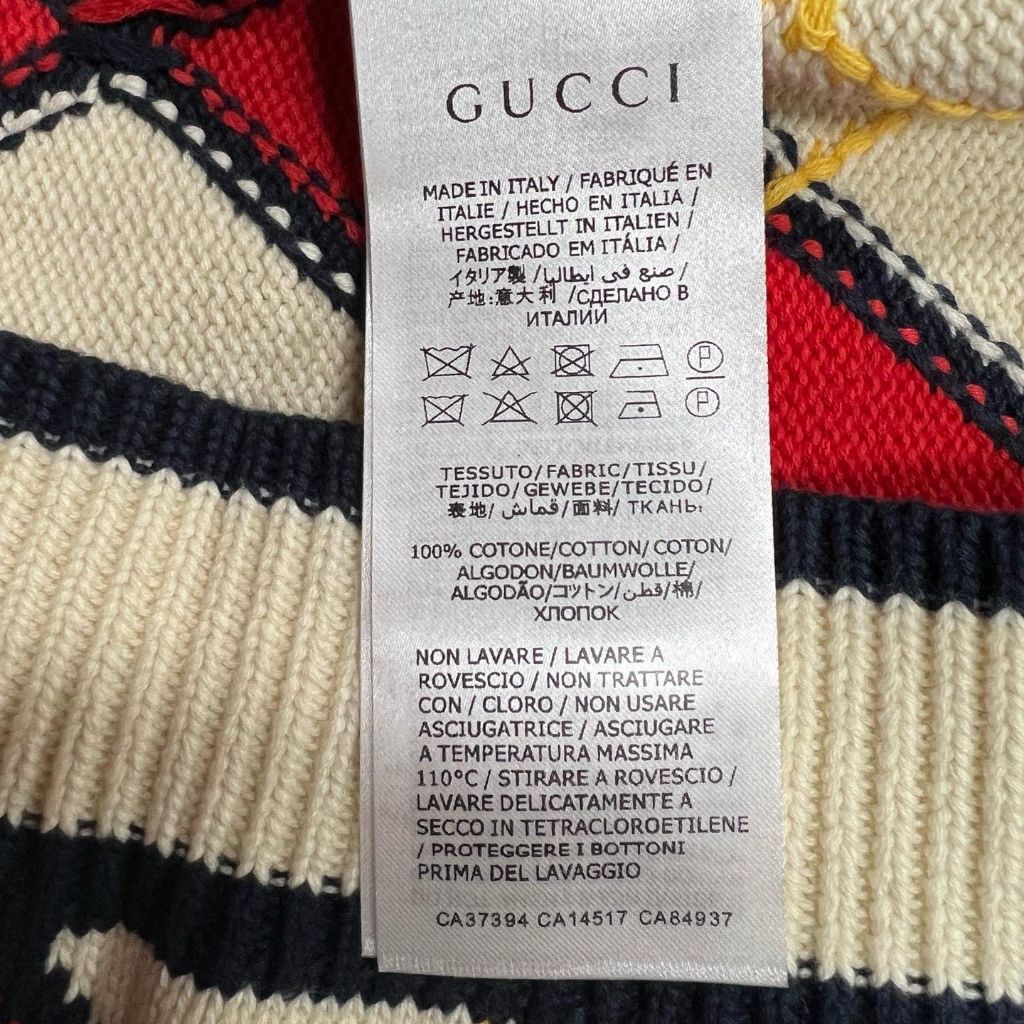 GUCCI
MADE IN ITALY / FABRIQUÉ EN
ITALIE / HECHO EN ITALIA /
HERGESTELLT IN ITALIEN /
FABRICADO EM ITÁLIA /
イタリア製 / صنع في ايطاليا /
产地:意大利 /СДЕЛАНО В
ИТАЛИИ
P
P
TESSUTO/FABRIC/TISSU/
TEJIDO/GEWEBE/TECIDO/
表地/ قماش /面料/ ТКАНЬ:
100% COTONE/COTTON/COTON/
ALGODON/BAUMWOLLE/
ALGODÃO/コットン/قطن/棉/
ХЛОПОК
NON LAVARE / LAVARE A
ROVESCIO / NON TRATTARE
CON / CLORO / NON USARE
ASCIUGATRICE / ASCIUGARE
A TEMPERATURA MASSIMA
110°C / STIRARE A ROVESCIO /
LAVARE DELICATAMENTE A
SECCO IN TETRACLOROETILENE
/ PROTEGGERE I BOTTONI
PRIMA DEL LAVAGGIO
CA37394 CA14517 CA84937